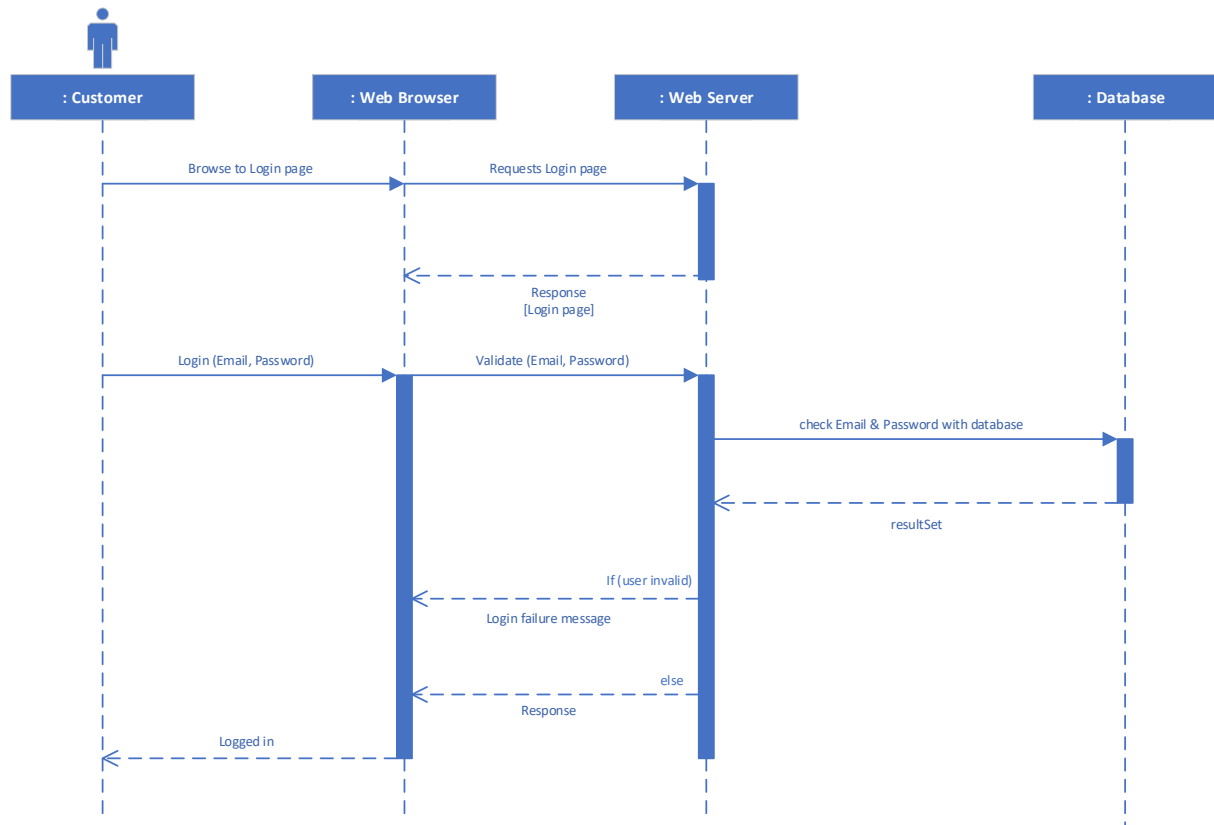 : Customer
: Web Browser
: Web Server
: Database
Browse to Login page
Requests Login page
Response
[Login page]
Login (Email, Password)
Validate (Email, Password)
check Email & Password with database
resultSet
If (user invalid)
Login failure message
else
Response
Logged in